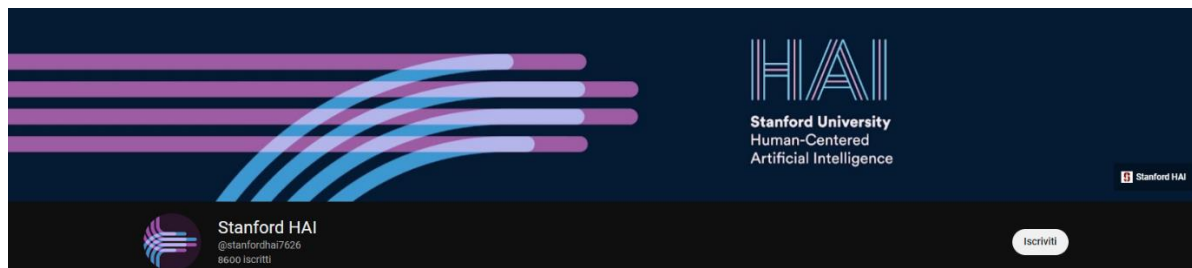 HAI
Stanford University
Human-Centered
Artificial Intelligence
Stanford HAI
Stanford HAI
@stanfordhai7626
8600 iscritti
Iscriviti